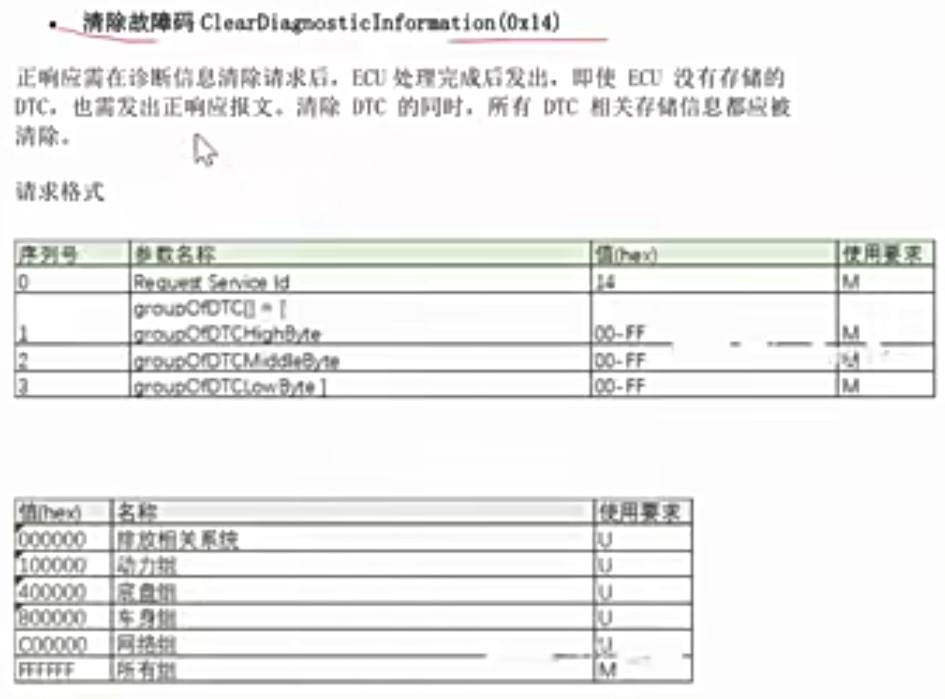 • 清除故障码 ClearDiagnosticInformation(0x14)
正响应需在诊断信息清除请求后，ECU 处理完成后发出，即使 ECU 没有存储的
DTC，也需发出正响应报文。清除 DTC 的同时，所有 DTC 相关存储信息都应被
清除。
请求格式
序列号 参数名称 值(hex) 使用要求
0 Request Service Id 14 M
groupOfDTC[] = [
1 groupOfDTCHighByte 00-FF M
2 groupOfDTCMiddleByte 00-FF M
3 groupOfDTCLowByte ] 00-FF M
值(hex) 名称 使用要求
000000 排放相关系统 U
100000 动力组 U
400000 底盘组 U
800000 车身组 U
C00000 网络组 U
FFFFFF 所有组 M